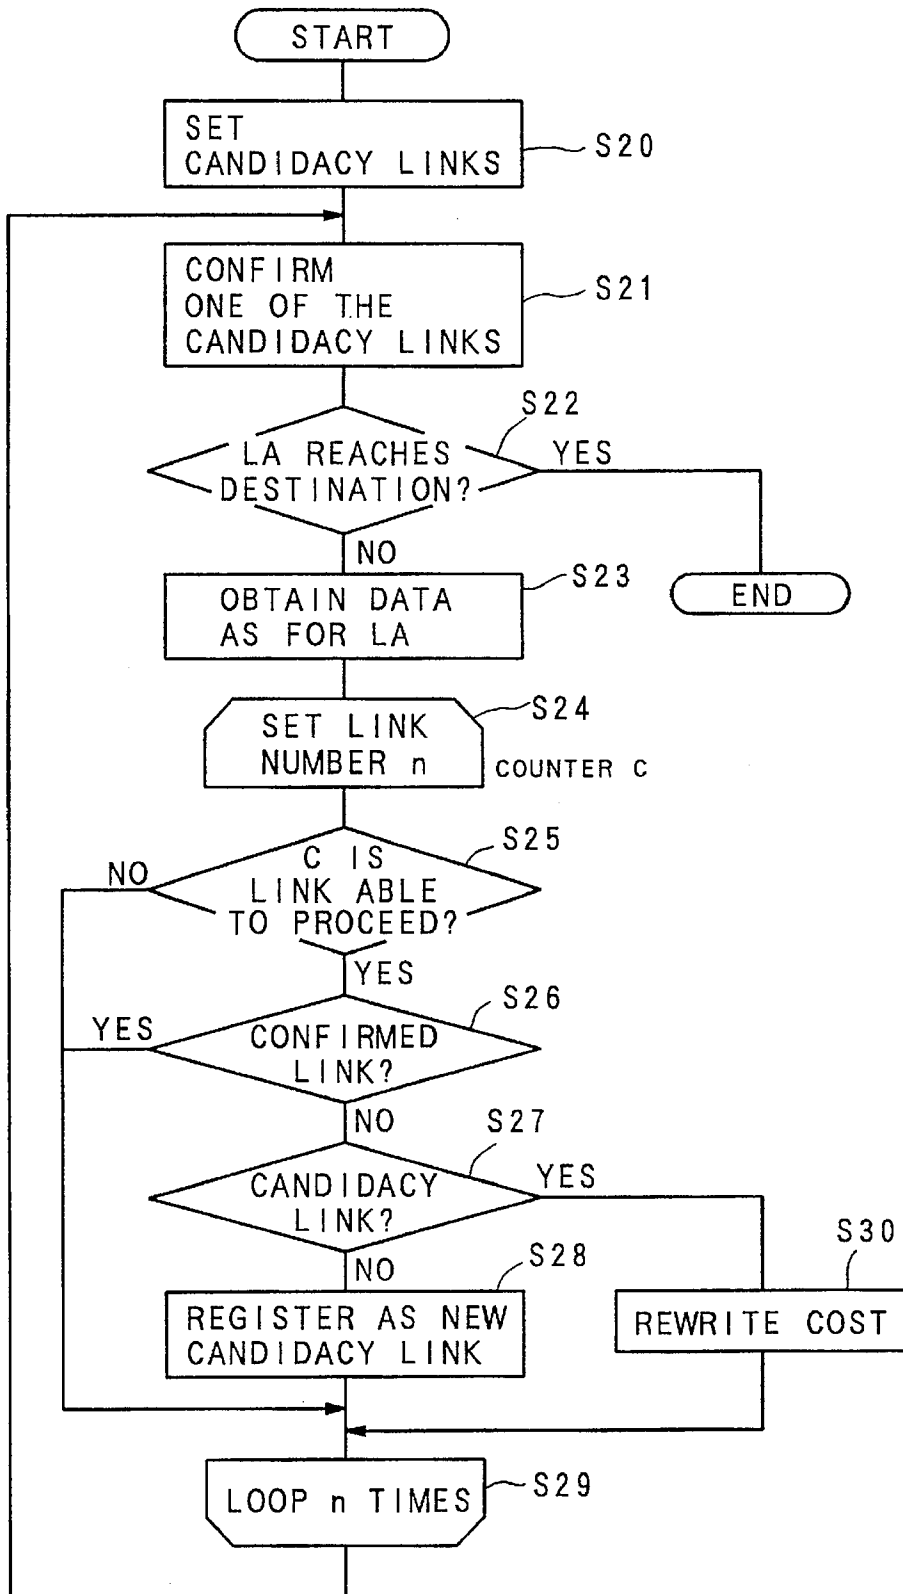 START
SET
CANDIDACY LINKS
S20
CONFIRM
ONE OF THE
CANDIDACY LINKS
S21
S22
LA REACHES
DESTINATION?
YES
NO
S23
OBTAIN DATA
AS FOR LA
END
S24
SET LINK
NUMBER n
COUNTER C
S25
C IS
LINK ABLE
TO PROCEED?
NO
YES
S26
YES
CONFIRMED
LINK?
NO
S27
CANDIDACY
LINK?
YES
NO
S28
S30
REGISTER AS NEW
CANDIDACY LINK
REWRITE COST
LOOP n TIMES
S29